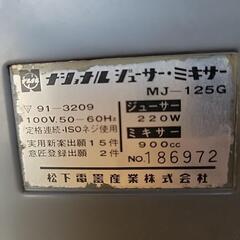 ナショナル ジューサー・ミキサー
MJ-125G
▽91-3209
100V.50-60Hz
定格連続・ISOネジ使用
実用新案出願 15件
意匠登録出願 2件
ジューサー
220W
ミキサー
900cc
NO.186972
松下電器産業株式会社